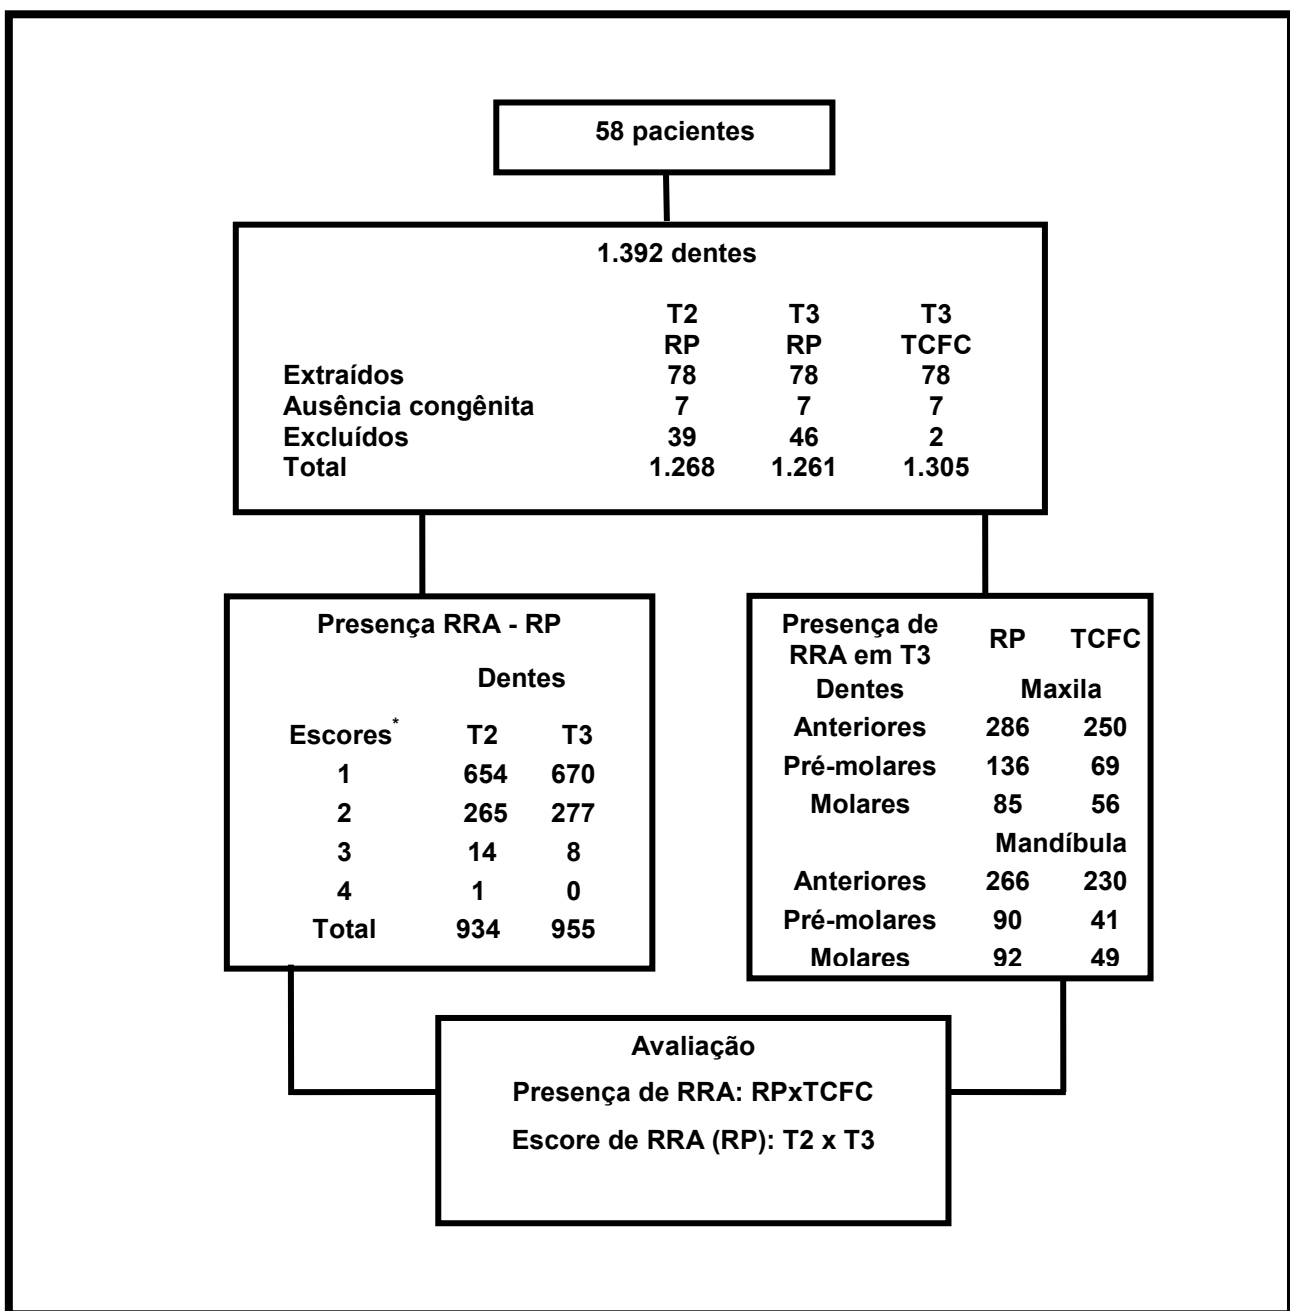 58 pacientes
1.392 dentes
T2 T3 T3
RP RP TCFC
Extraídos 78 78 78
Ausência congênita 7 7 7
Excluídos 39 46 2
Total 1.268 1.261 1.305
Presença RRA - RP
Dentes
Escores* T2 T3
1 654 670
2 265 277
3 14 8
4 1 0
Total 934 955
Presença de RRA em T3 RP TCFC
Dentes Maxila
Anteriores 286 250
Pré-molares 136 69
Molares 85 56
Mandíbula
Anteriores 266 230
Pré-molares 90 41
Molares 92 49
Avaliação
Presença de RRA: RPxTCFC
Escore de RRA (RP): T2 x T3